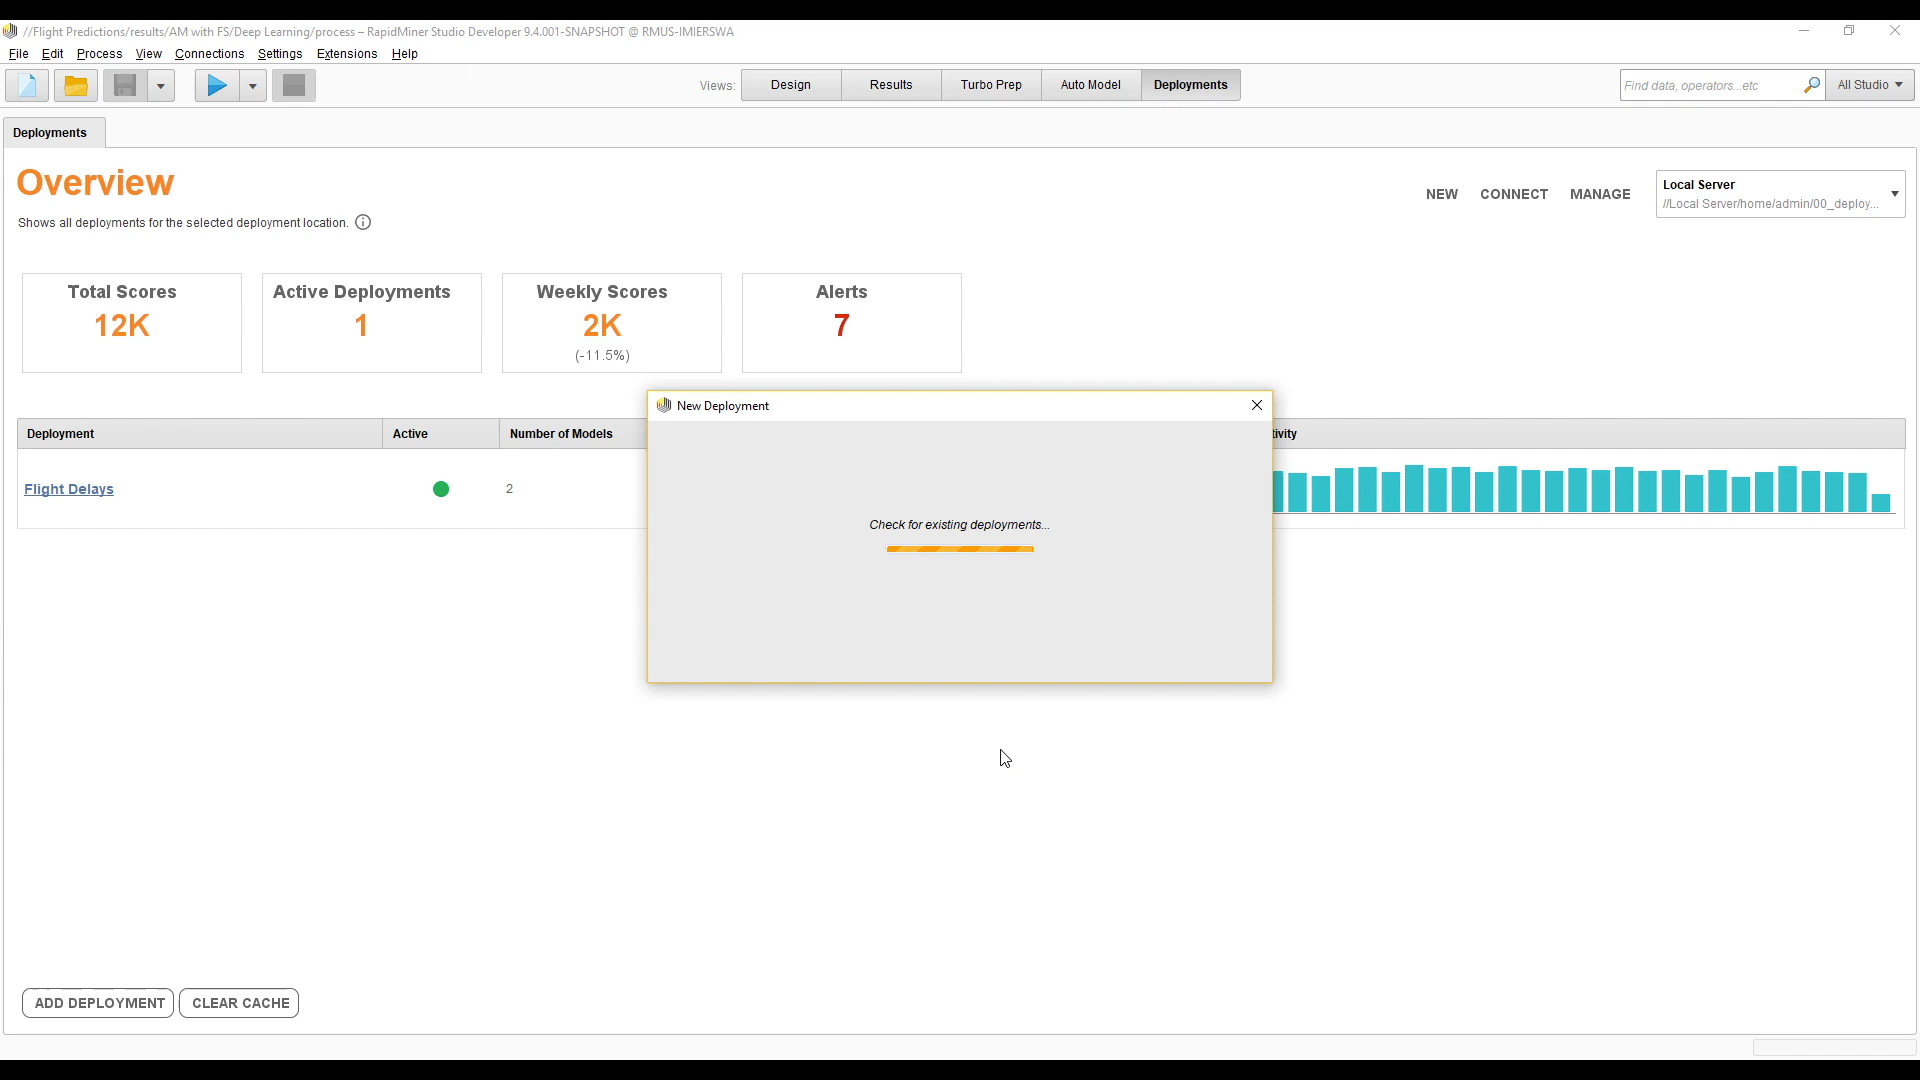 //Flight Predictions/results/AM with FS/Deep Learning/process – RapidMiner Studio Developer 9.4.001-SNAPSHOT @ RMUS-IMIERSWA
File Edit Process View Connections Settings Extensions Help
Views: Design Results Turbo Prep Auto Model Deployments
Find data, operators...etc All Studio
Deployments
Overview
NEW CONNECT MANAGE
Local Server
//Local Server/home/admin/00_deploy...
Shows all deployments for the selected deployment location.
Total Scores Active Deployments Weekly Scores Alerts
12K 1 2K 7
(-11.5%)
New Deployment
Deployment Active Number of Models tivity
Flight Delays 2
Check for existing deployments...
ADD DEPLOYMENT CLEAR CACHE